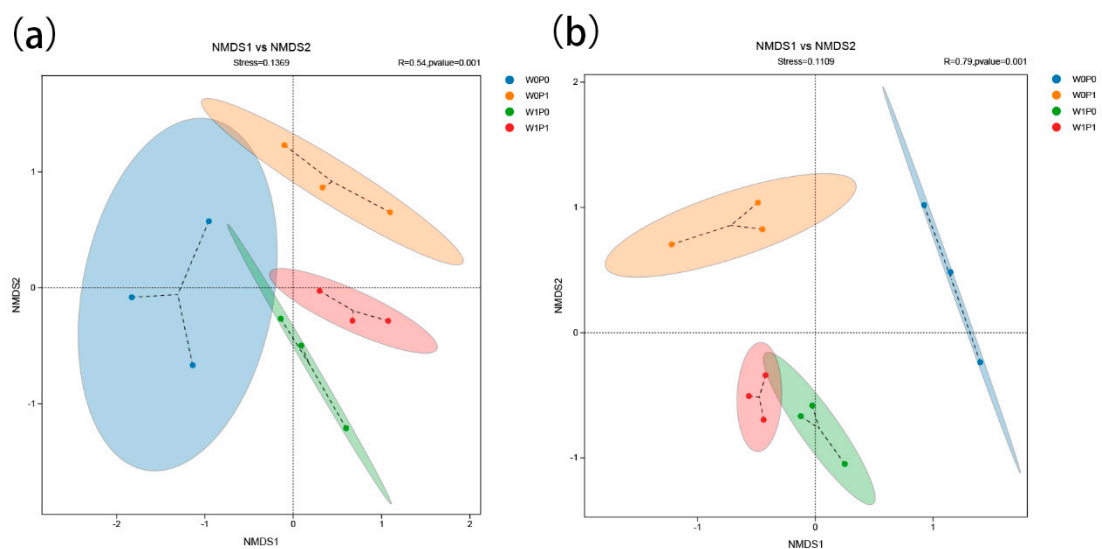 (a)
NMDS1 vs NMDS2
Stress=0.1369
R=0.54,pvalue=0.001
W0P0
W0P1
W1P0
W1P1
1
0
-1
NMDS2
-2
-1
0
1
2
NMDS1
(b)
NMDS1 vs NMDS2
Stress=0.1109
R=0.79,pvalue=0.001
W0P0
W0P1
W1P0
W1P1
2
1
0
-1
NMDS2
-1
0
1
NMDS1